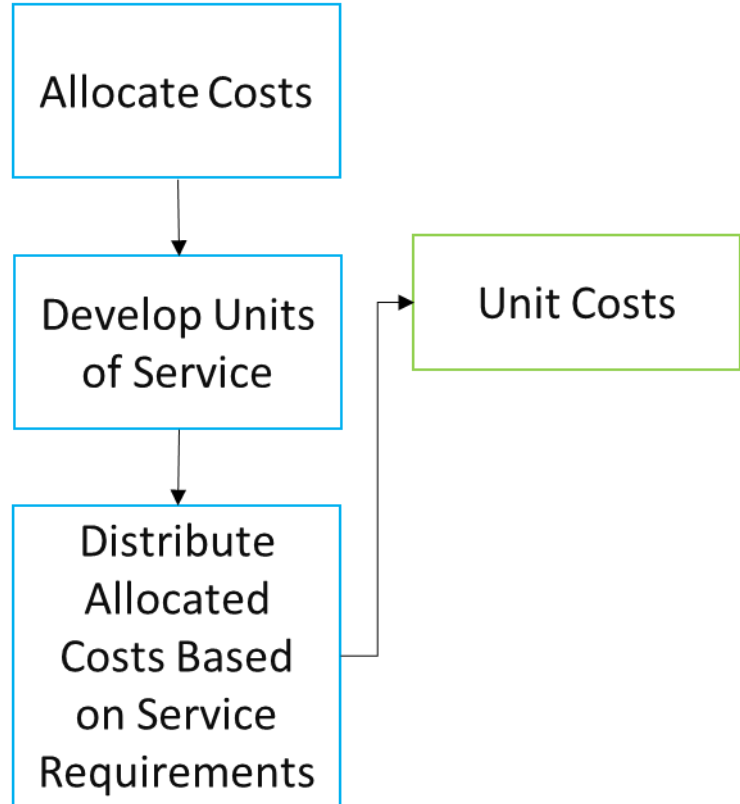 Allocate Costs
Develop Units
of Service
Unit Costs
Distribute
Allocated
Costs Based
on Service
Requirements